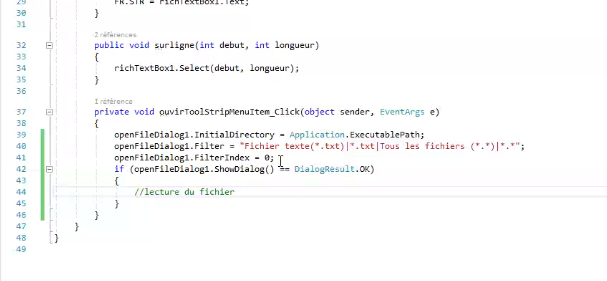 29 FR.STR = richTextBox1.Text;
30 }
31
2 références
32 public void surligne(int debut, int longueur)
33 {
34 richTextBox1.Select(debut, longueur);
35 }
36
1 référence
37 private void ouvirToolStripMenuItem_Click(object sender, EventArgs e)
38 {
39 openFileDialog1.InitialDirectory = Application.ExecutablePath;
40 openFileDialog1.Filter = "Fichier texte(*.txt)|*.txt|Tous les fichiers (*.*)|*.*";
41 openFileDialog1.FilterIndex = 0;
42 if (openFileDialog1.ShowDialog() == DialogResult.OK)
43 {
44 //lecture du fichier
45 }
46 }
47 }
48 }
49